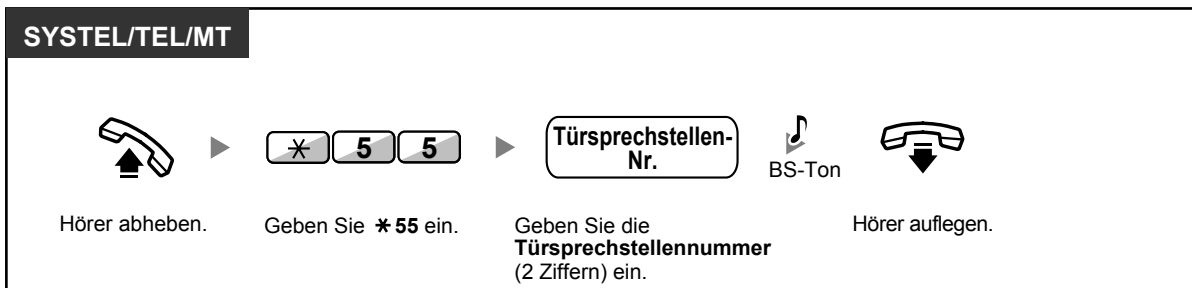 SYSTEL/TEL/MT
* 5 5
Türsprechstellen-
Nr.
BS-Ton
Hörer abheben.
Geben Sie *55 ein.
Geben Sie die
Türsprechstellennummer
(2 Ziffern) ein.
Hörer auflegen.